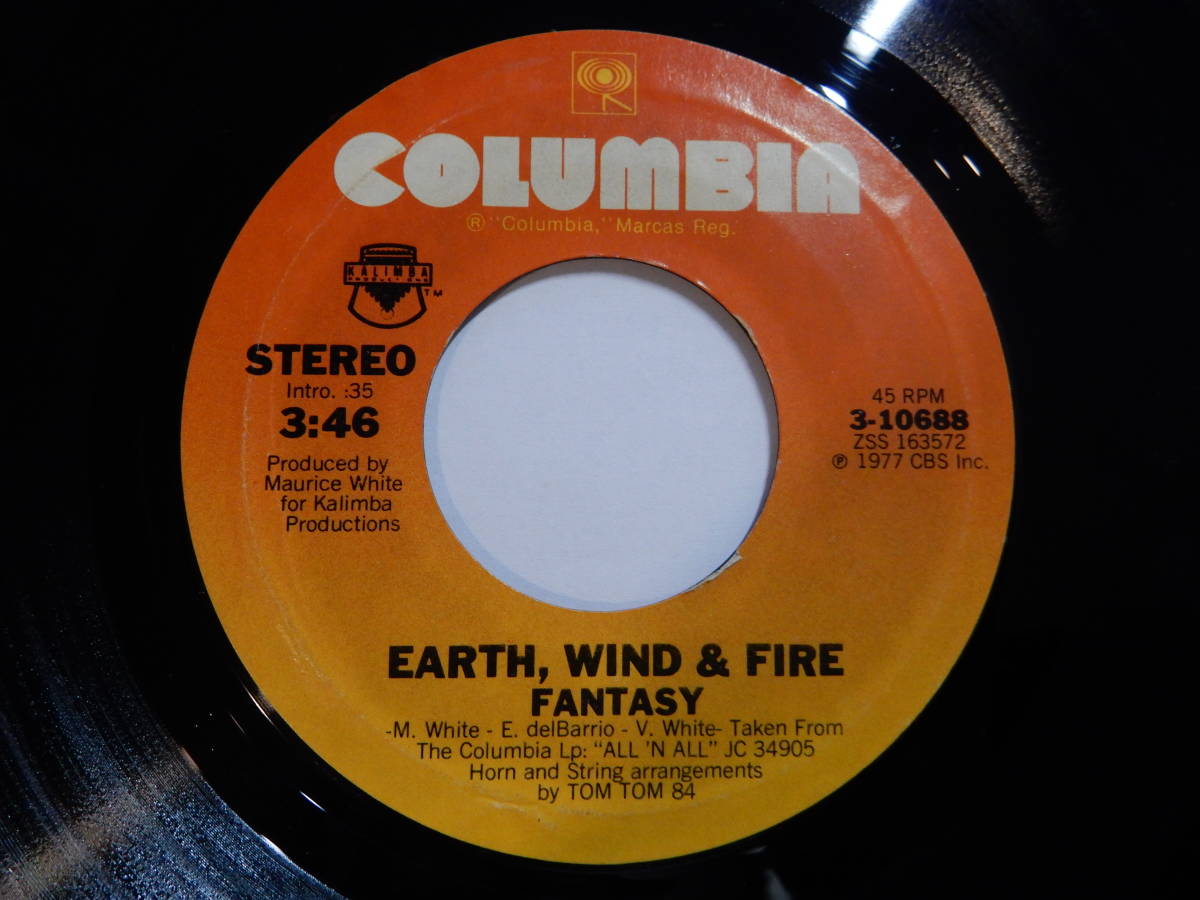 COLUMBIA
® "Columbia," Marcas Reg.
KALIMBA
PRODUCTIONS
TM
STEREO
Intro. :35
3:46
Produced by
Maurice White
for Kalimba
Productions
45 RPM
3-10688
ZSS 163572
℗ 1977 CBS Inc.
EARTH, WIND & FIRE
FANTASY
-M. White - E. delBarrio - V. White- Taken From
The Columbia Lp: “ALL 'N ALL” JC 34905
Horn and String arrangements
by TOM TOM 84